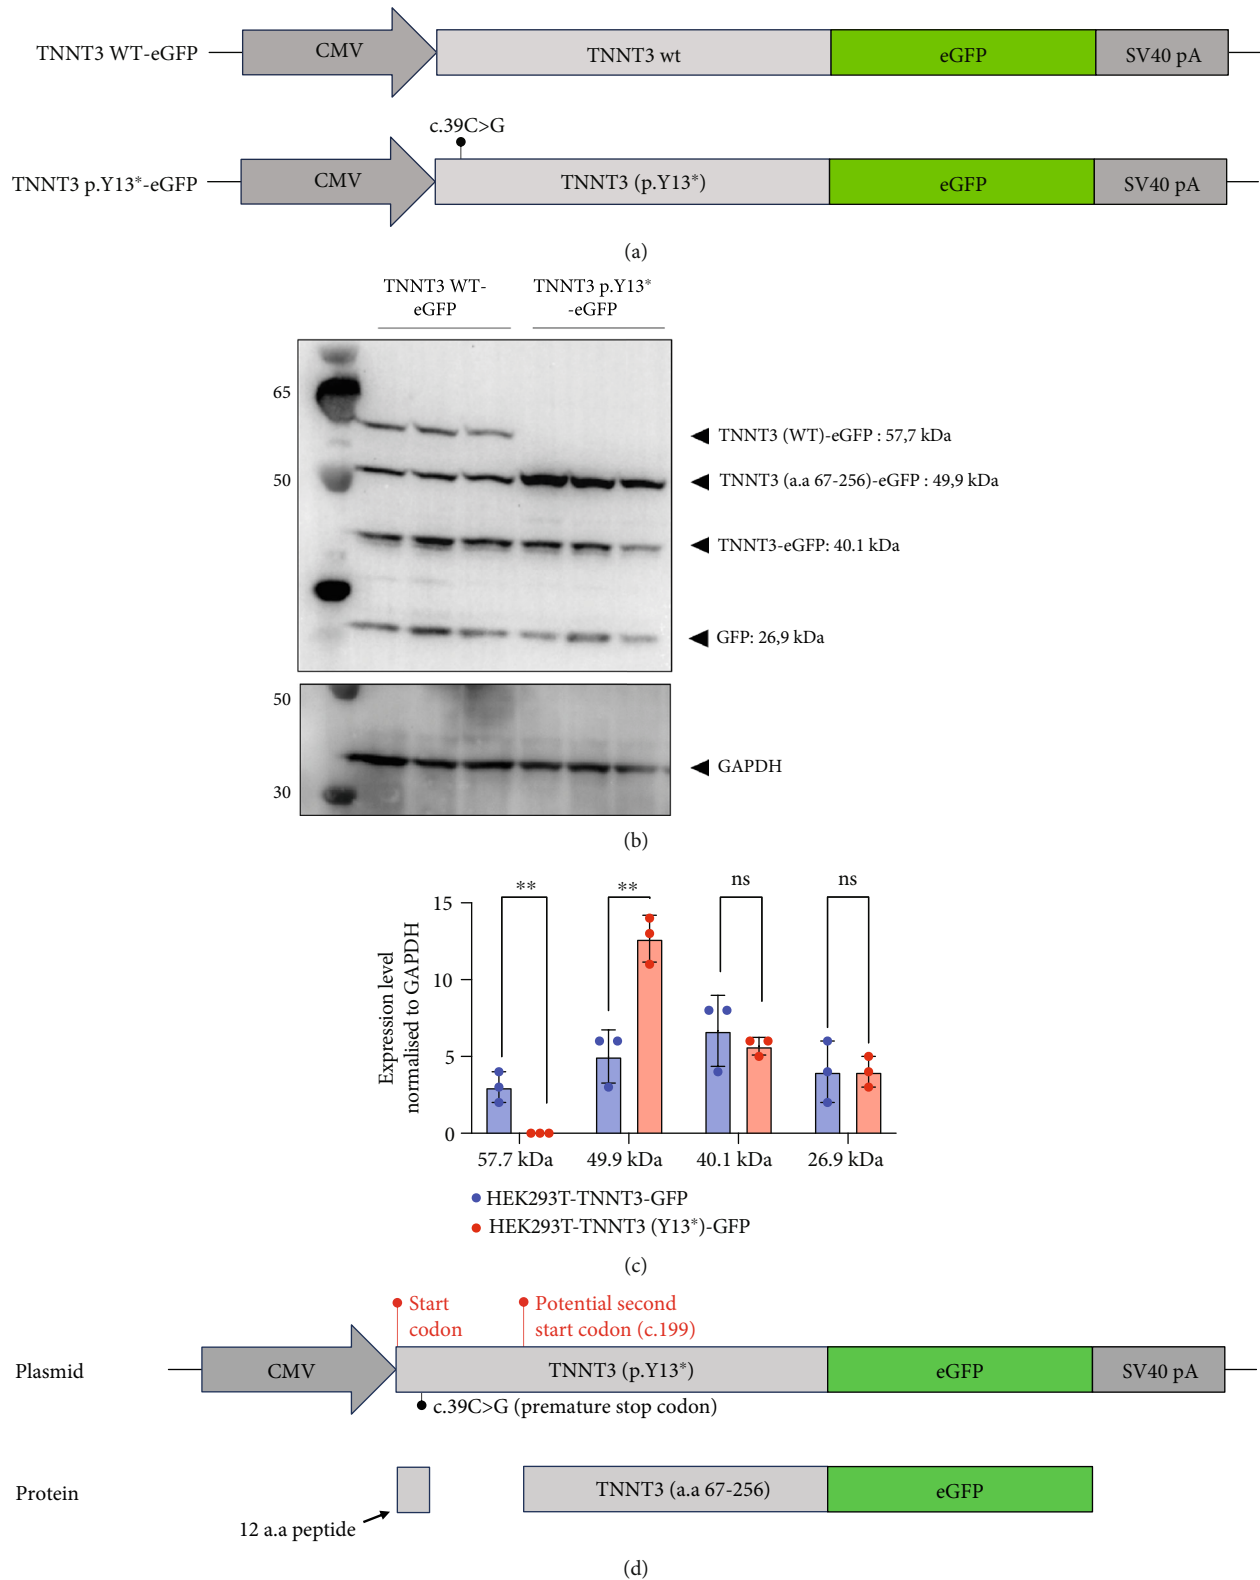 TNNT3 WT-eGFP
CMV
TNNT3 wt
eGFP
SV40 pA
c.39C>G
TNNT3 p.Y13*-eGFP
CMV
TNNT3 (p.Y13*)
eGFP
SV40 pA
(a)
TNNT3 WT-
eGFP
TNNT3 p.Y13*
-eGFP
65
50
TNNT3 (WT)-eGFP : 57,7 kDa
TNNT3 (a.a 67-256)-eGFP : 49,9 kDa
TNNT3-eGFP: 40.1 kDa
GFP: 26,9 kDa
50
30
GAPDH
(b)
Expression level
normalised to GAPDH
15
10
5
0
**
**
ns
ns
57.7 kDa
49.9 kDa
40.1 kDa
26.9 kDa
HEK293T-TNNT3-GFP
HEK293T-TNNT3 (Y13*)-GFP
(c)
Start
codon
Potential second
start codon (c.199)
Plasmid
CMV
TNNT3 (p.Y13*)
eGFP
SV40 pA
c.39C>G (premature stop codon)
Protein
TNNT3 (a.a 67-256)
eGFP
12 a.a peptide
(d)